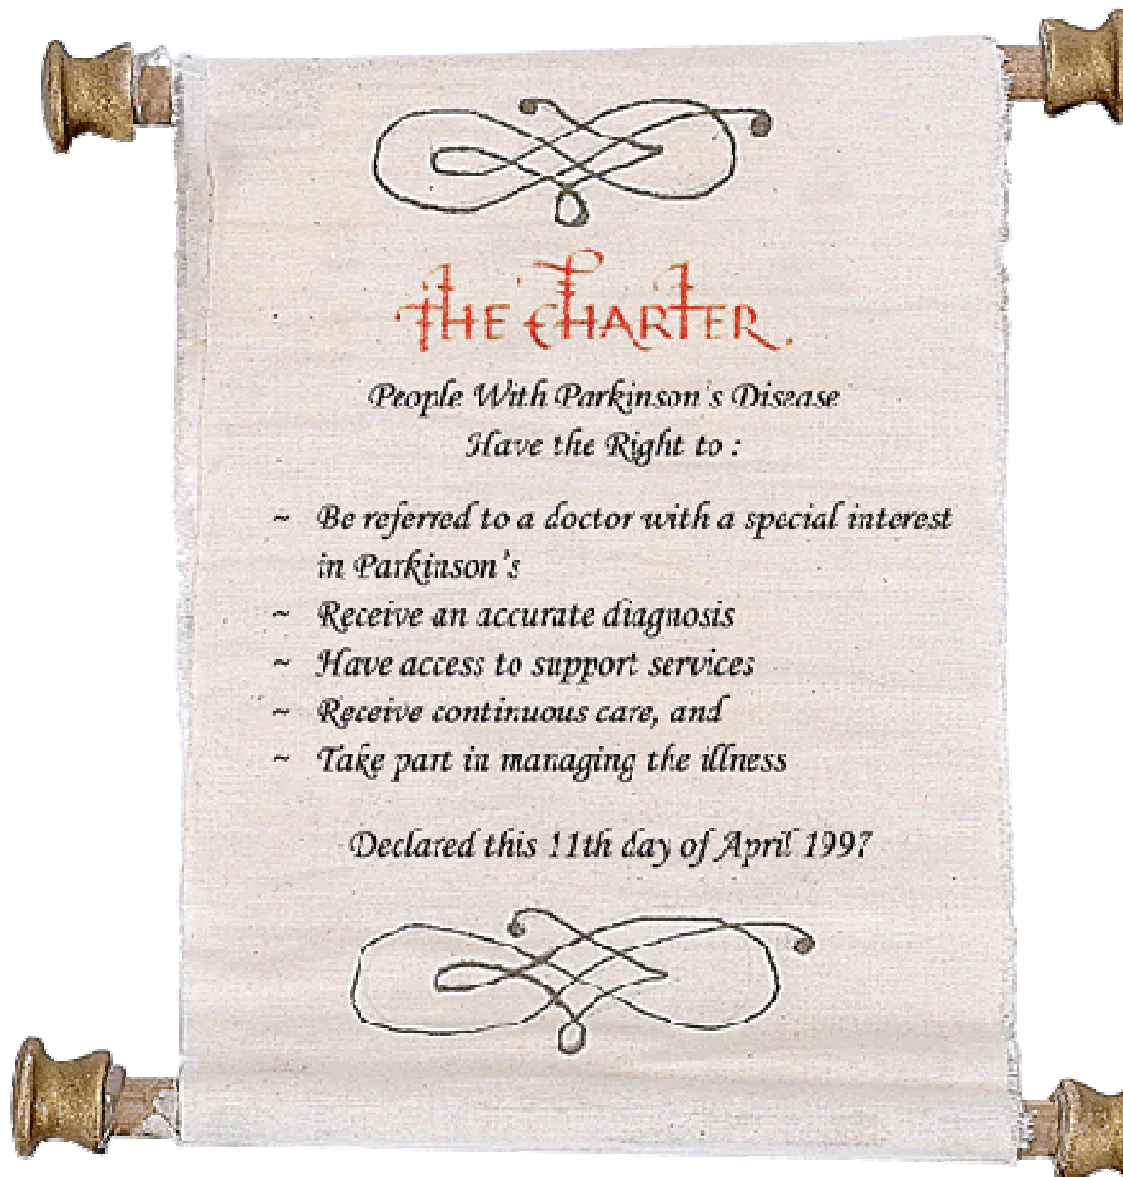 THE CHARTER.
People With Parkinson's Disease
Have the Right to :
~ Be referred to a doctor with a special interest
in Parkinson's
~ Receive an accurate diagnosis
~ Have access to support services
~ Receive continuous care, and
~ Take part in managing the illness
Declared this 11th day of April 1997